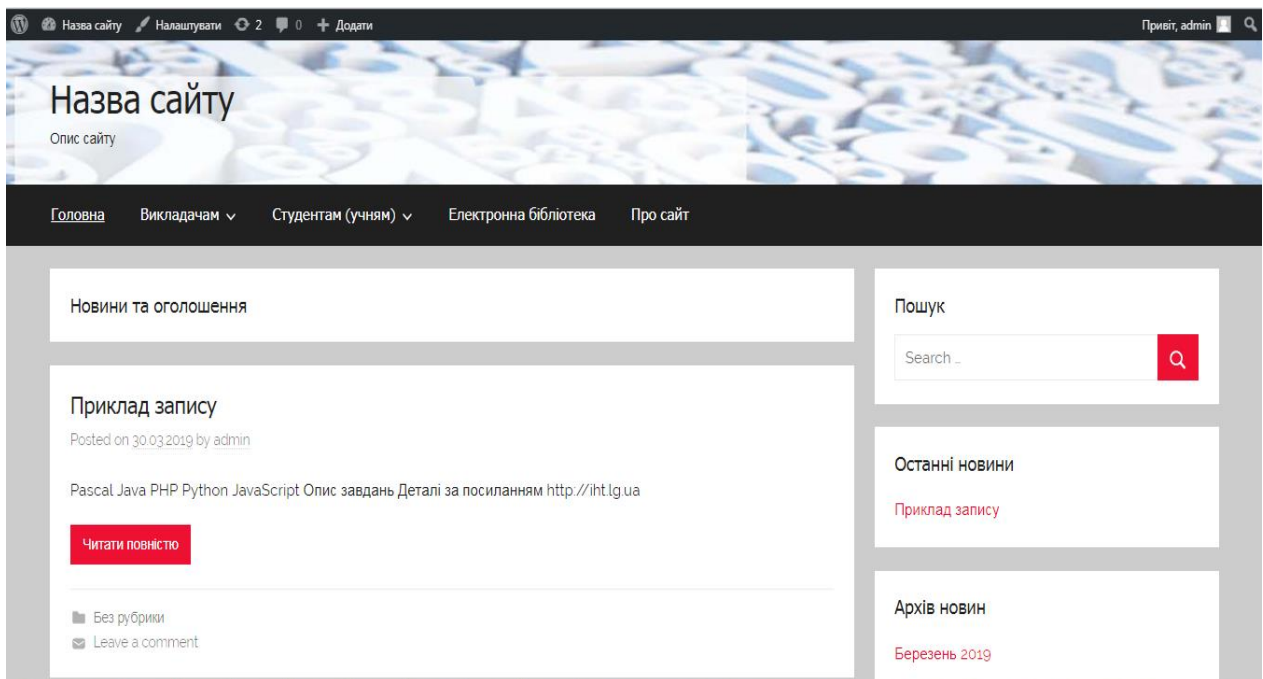 Назва сайту Налаштувати 2 0 Додати Привіт, admin
Назва сайту
Опис сайту
Головна Викладачам Студентам (учням) Електронна бібліотека Про сайт
Новини та оголошення
Приклад запису
Posted on 30.03.2019 by admin
Pascal Java PHP Python JavaScript Опис завдань Деталі за посиланням http://iht.lg.ua
Читати повністю
Без рубрики
Leave a comment
Пошук
Search ...
Останні новини
Приклад запису
Архів новин
Березень 2019